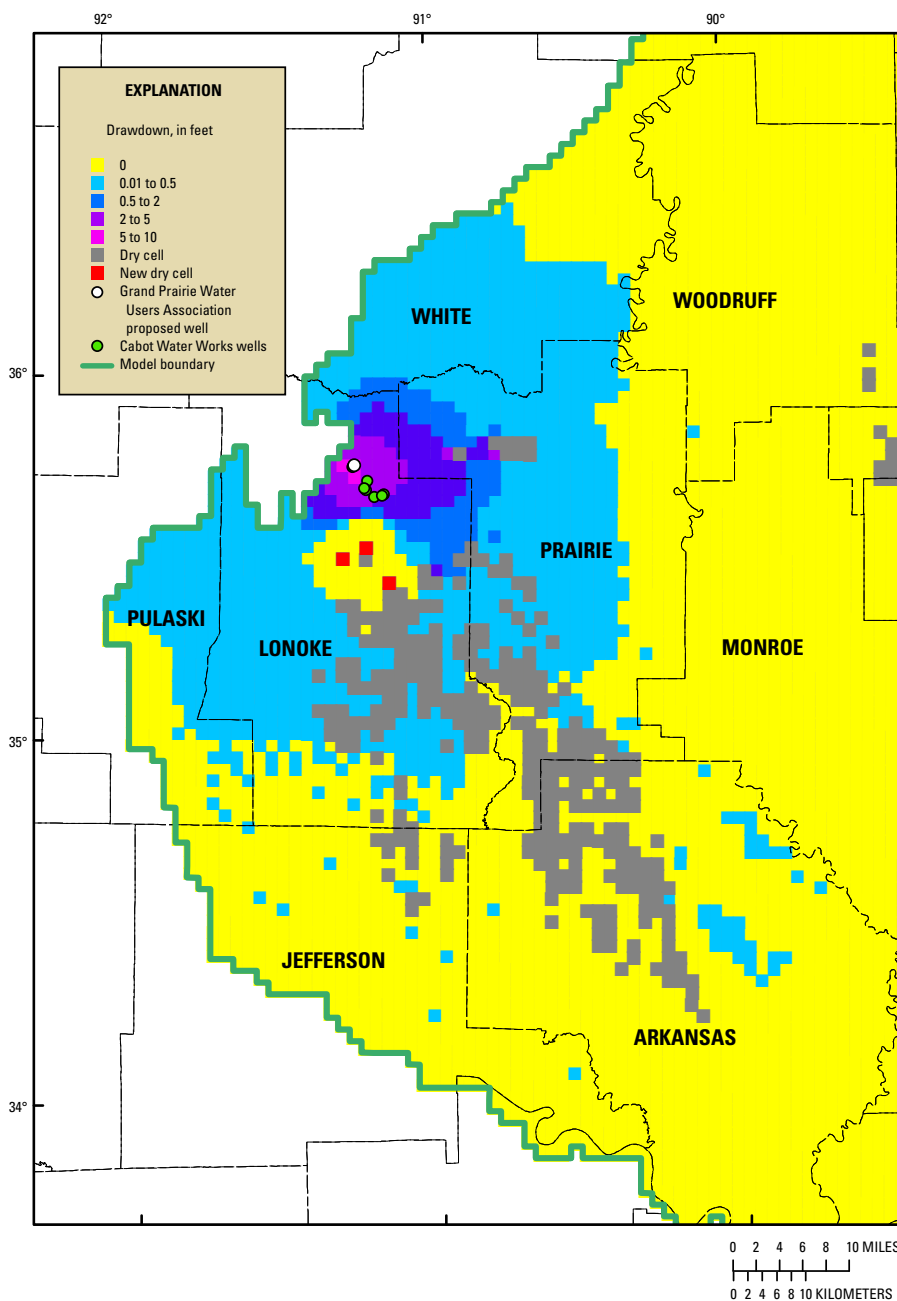 92° 91° 90°
EXPLANATION
Drawdown, in feet
0
0.01 to 0.5
0.5 to 2
2 to 5
5 to 10
Dry cell
New dry cell
Grand Prairie Water
Users Association
proposed well
Cabot Water Works wells
Model boundary
WHITE
WOODRUFF
36°
PRAIRIE
PULASKI
LONOKE
MONROE
35°
JEFFERSON
ARKANSAS
34°
0 2 4 6 8 10 MILES
0 2 4 6 8 10 KILOMETERS